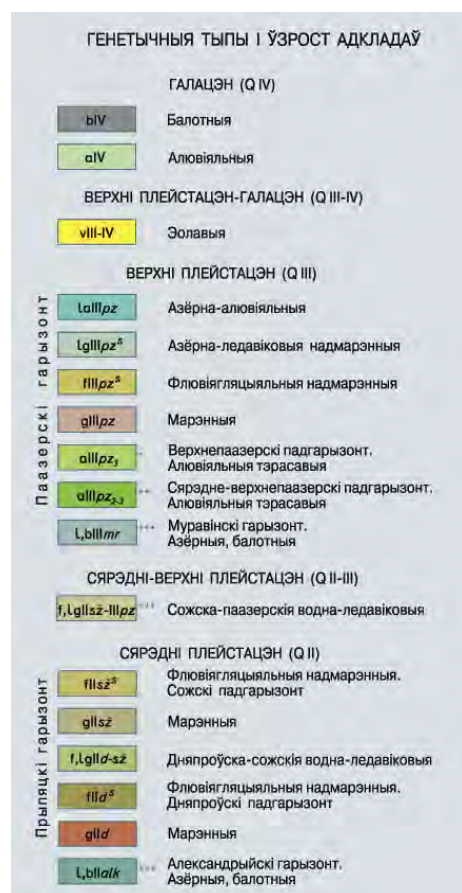 ГЕНЕТЫЧНЫЯ ТЫПЫ І ЎЗРОСТ АДКЛАДАЎ
ГАЛАЦЭН (Q IV)
bIV Балотныя
aIV Алювіяльныя
ВЕРХНІ ПЛЕЙСТАЦЭН-ГАЛАЦЭН (Q III-IV)
vIII-IV Эолавыя
ВЕРХНІ ПЛЕЙСТАЦЭН (Q III)
Паазерскі гарызонт
laIIIpz Азёрна-алювіяльныя
lgIIIpzˢ Азёрна-ледавіковыя надмарэнныя
fIIIpzˢ Флювіягляцыяльныя надмарэнныя
gIIIpz Марэнныя
aIIIpz₃ Верхнепаазерскі падгарызонт.
Алювіяльныя тэрасавыя
aIIIpz₂₋₃ Сярэдне-верхнепаазерскі падгарызонт.
Алювіяльныя тэрасавыя
l,bIIImr Муравінскі гарызонт.
Азёрныя, балотныя
СЯРЭДНІ-ВЕРХНІ ПЛЕЙСТАЦЭН (Q II-III)
f,lgIIsž-IIIpz Сожска-паазерскія водна-ледавіковыя
СЯРЭДНІ ПЛЕЙСТАЦЭН (Q II)
Прыпяцкі гарызонт
fIIsžˢ Флювіягляцыяльныя надмарэнныя.
Сожскі падгарызонт
gIIsž Марэнныя
f,lgIId-sž Дняпроўска-сожскія водна-ледавіковыя
fIIdˢ Флювіягляцыяльныя надмарэнныя.
Дняпроўскі падгарызонт
gIId Марэнныя
l,bIIalk Александрыйскі гарызонт.
Азёрныя, балотныя